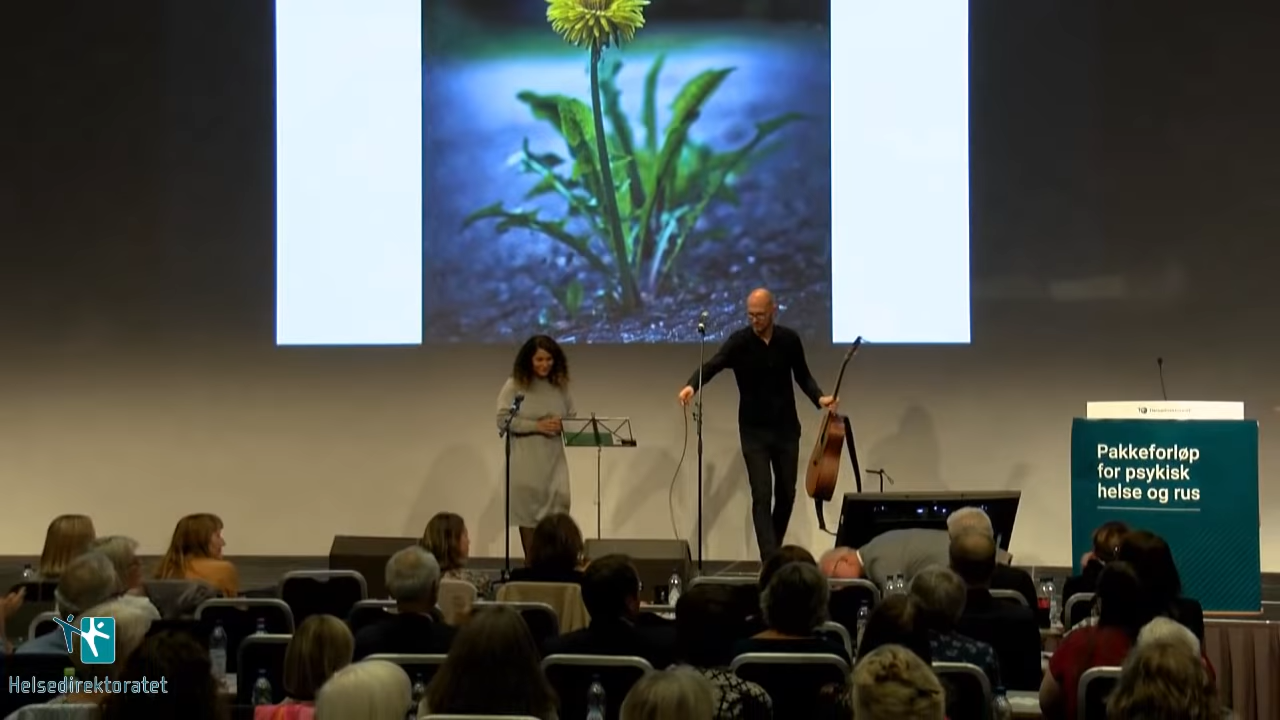 Pakkeforløp
for psykisk
helse og rus
Helsedirektoratet